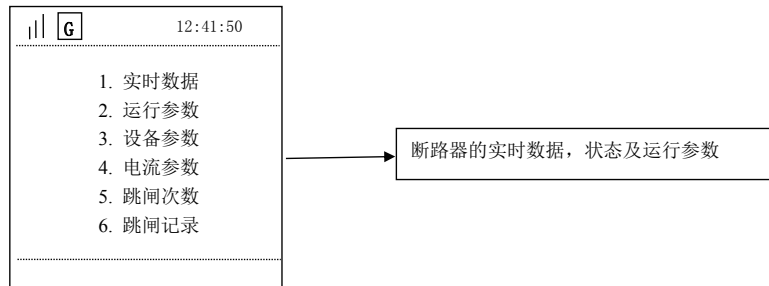 G 12:41:50
1. 实时数据
2. 运行参数
3. 设备参数
4. 电流参数
5. 跳闸次数
6. 跳闸记录
断路器的实时数据，状态及运行参数